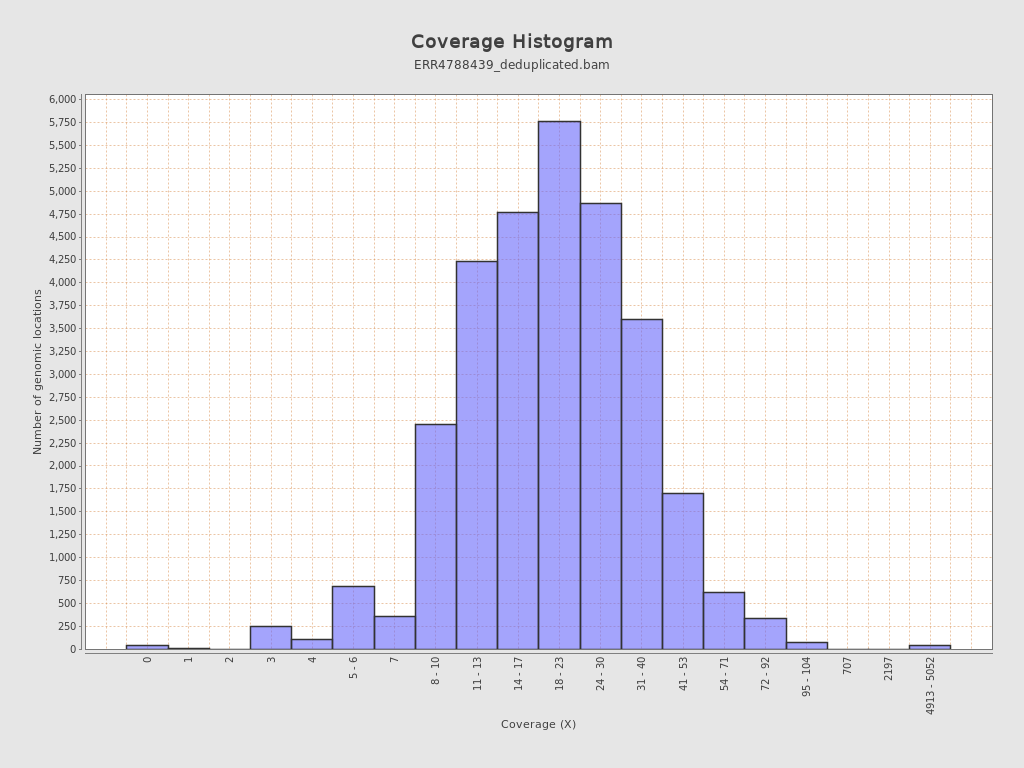 Coverage Histogram
ERR4788439_deduplicated.bam
Number of genomic locations
6,000
5,750
5,500
5,250
5,000
4,750
4,500
4,250
4,000
3,750
3,500
3,250
3,000
2,750
2,500
2,250
2,000
1,750
1,500
1,250
1,000
750
500
250
0
0
1
2
3
4
5 - 6
7
8 - 10
11 - 13
14 - 17
18 - 23
24 - 30
31 - 40
41 - 53
54 - 71
72 - 92
95 - 104
707
2197
4913 - 5052
Coverage (X)